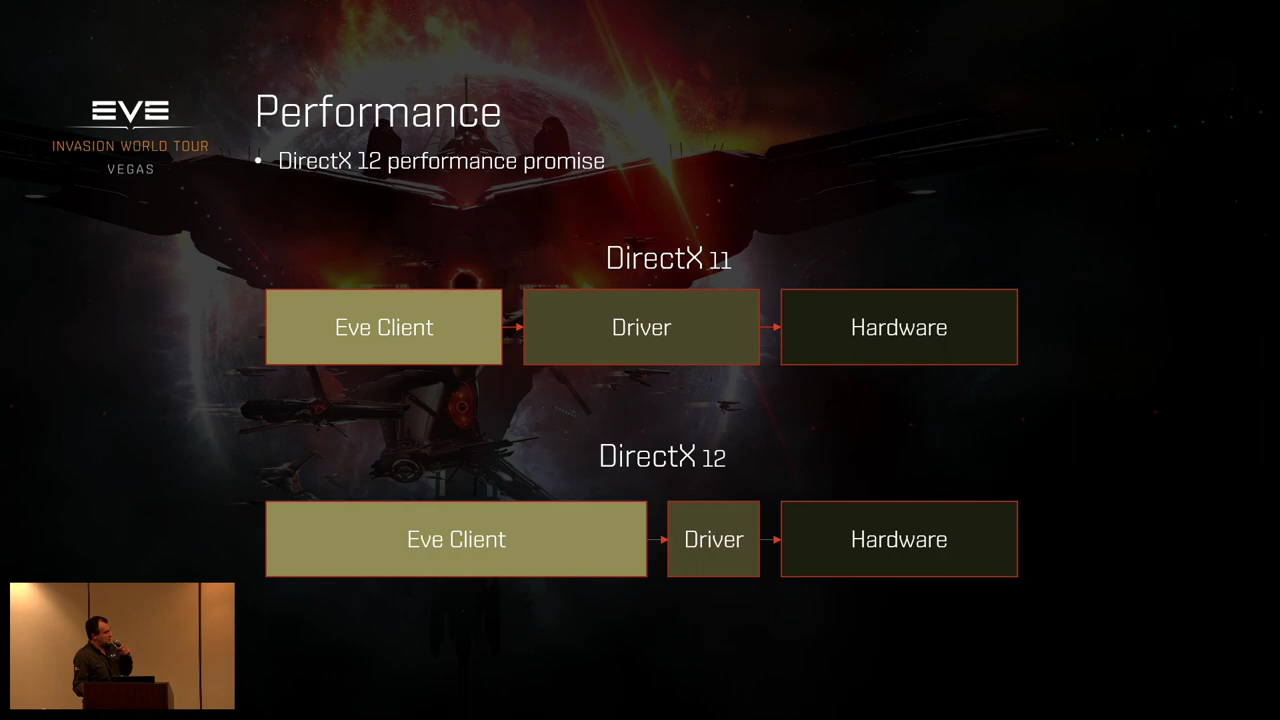 EVE
INVASION WORLD TOUR
VEGAS
Performance
• DirectX 12 performance promise
DirectX 11
Eve Client
Driver
Hardware
DirectX 12
Eve Client
Driver
Hardware